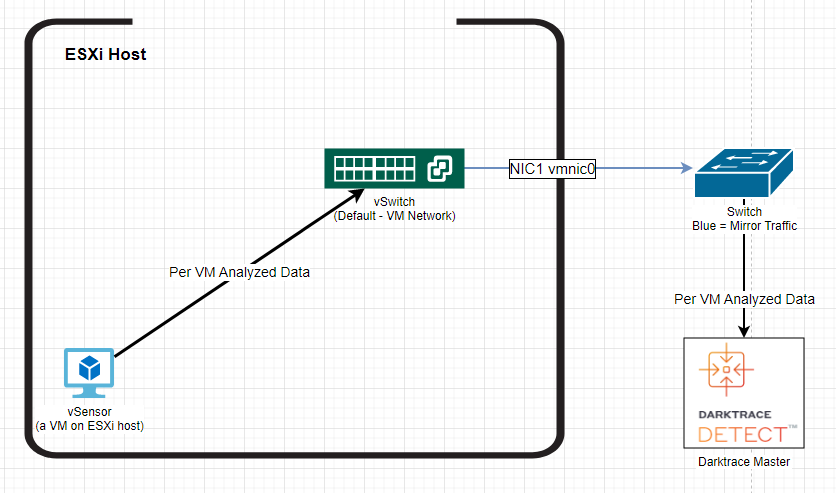 ESXi Host
NIC1 vmnic0
vSwitch
(Default - VM Network)
Switch
Blue = Mirror Traffic
Per VM Analyzed Data
Per VM Analyzed Data
vSensor
(a VM on ESXi host)
DARKTRACE
DETECT™
Darktrace Master